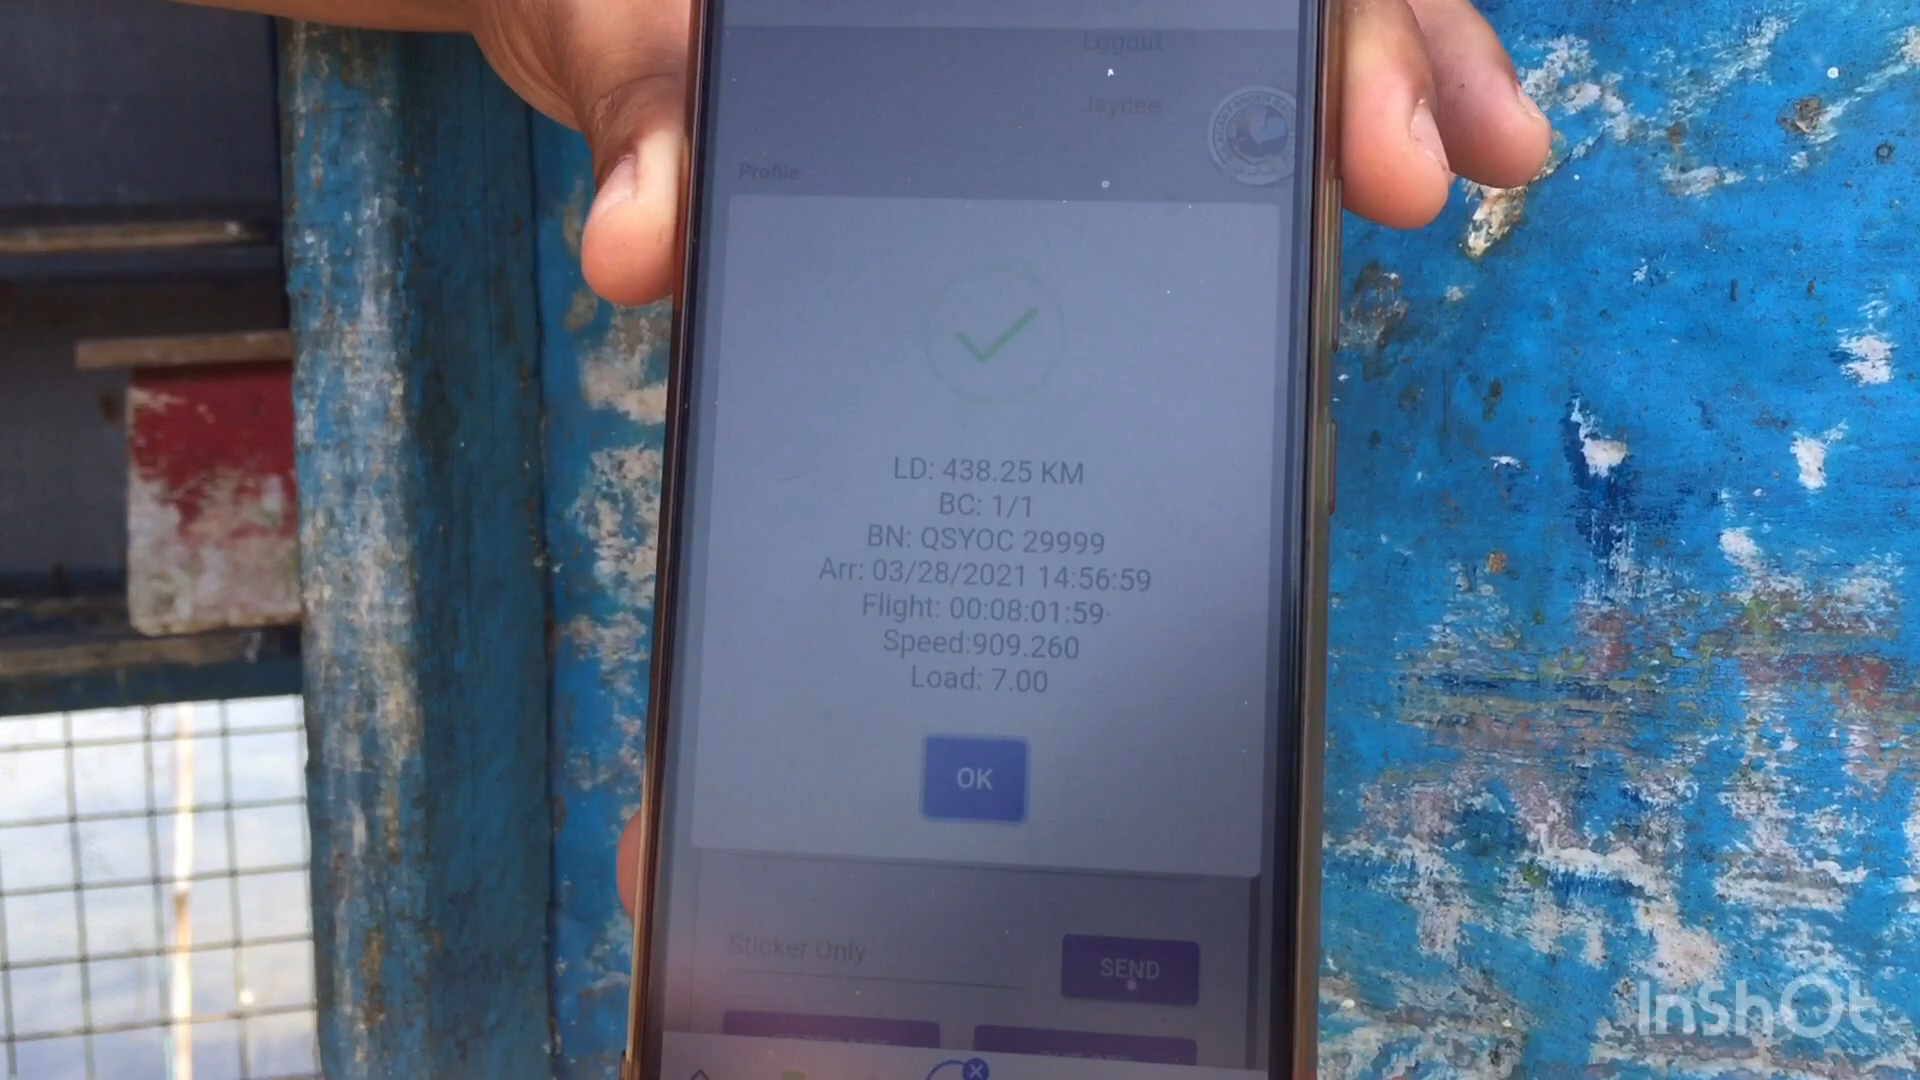 Logout
Jaycee
Profile
LD: 438.25 KM
BC: 1/1
BN: QSYOC 29999
Arr: 03/28/2021 14:56:59
Flight: 00:08:01:59
Speed:909.260
Load: 7.00
OK
Sticker Only
SEND
InShOt